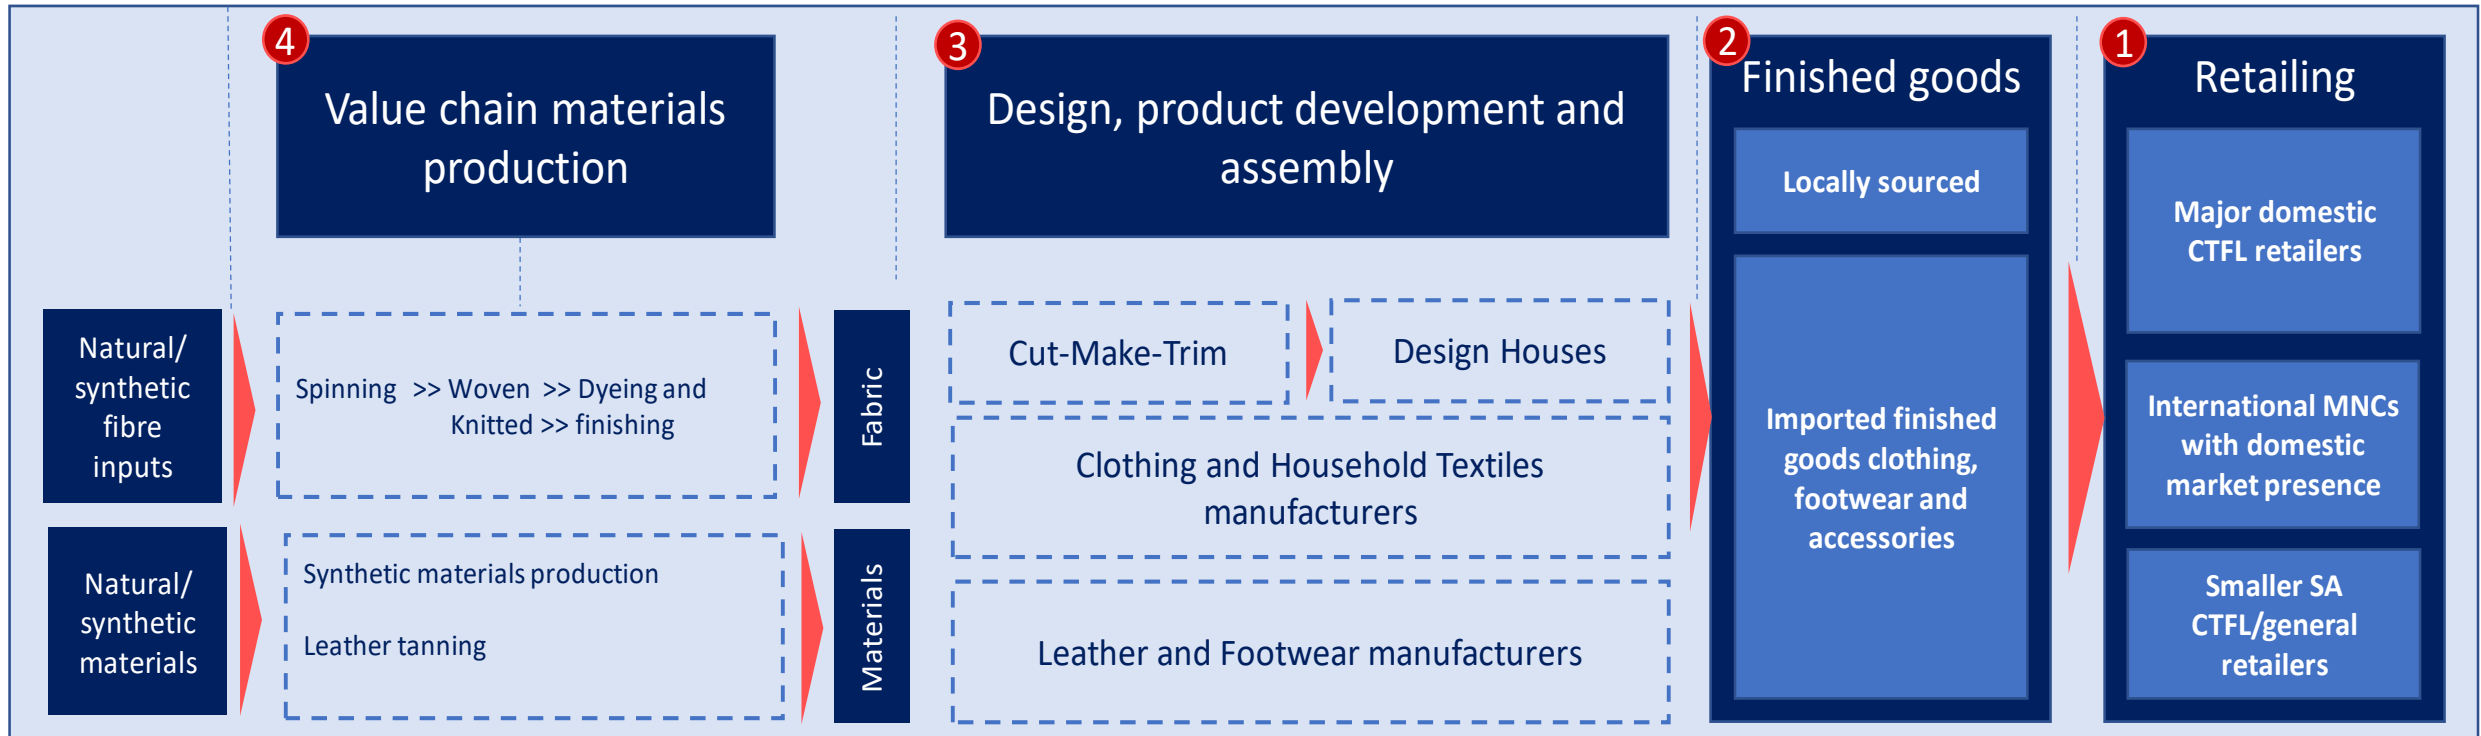 4
Value chain materials
production
3
Design, product development and
assembly
2
Finished goods
Locally sourced
Imported finished
goods clothing,
footwear and
accessories
1
Retailing
Major domestic
CTFL retailers
International MNCs
with domestic
market presence
Smaller SA
CTFL/general
retailers
Natural/
synthetic
fibre
inputs
Spinning >> Woven >> Dyeing and
Knitted >> finishing
Fabric
Cut-Make-Trim
Design Houses
Clothing and Household Textiles
manufacturers
Natural/
synthetic
materials
Synthetic materials production
Leather tanning
Materials
Leather and Footwear manufacturers